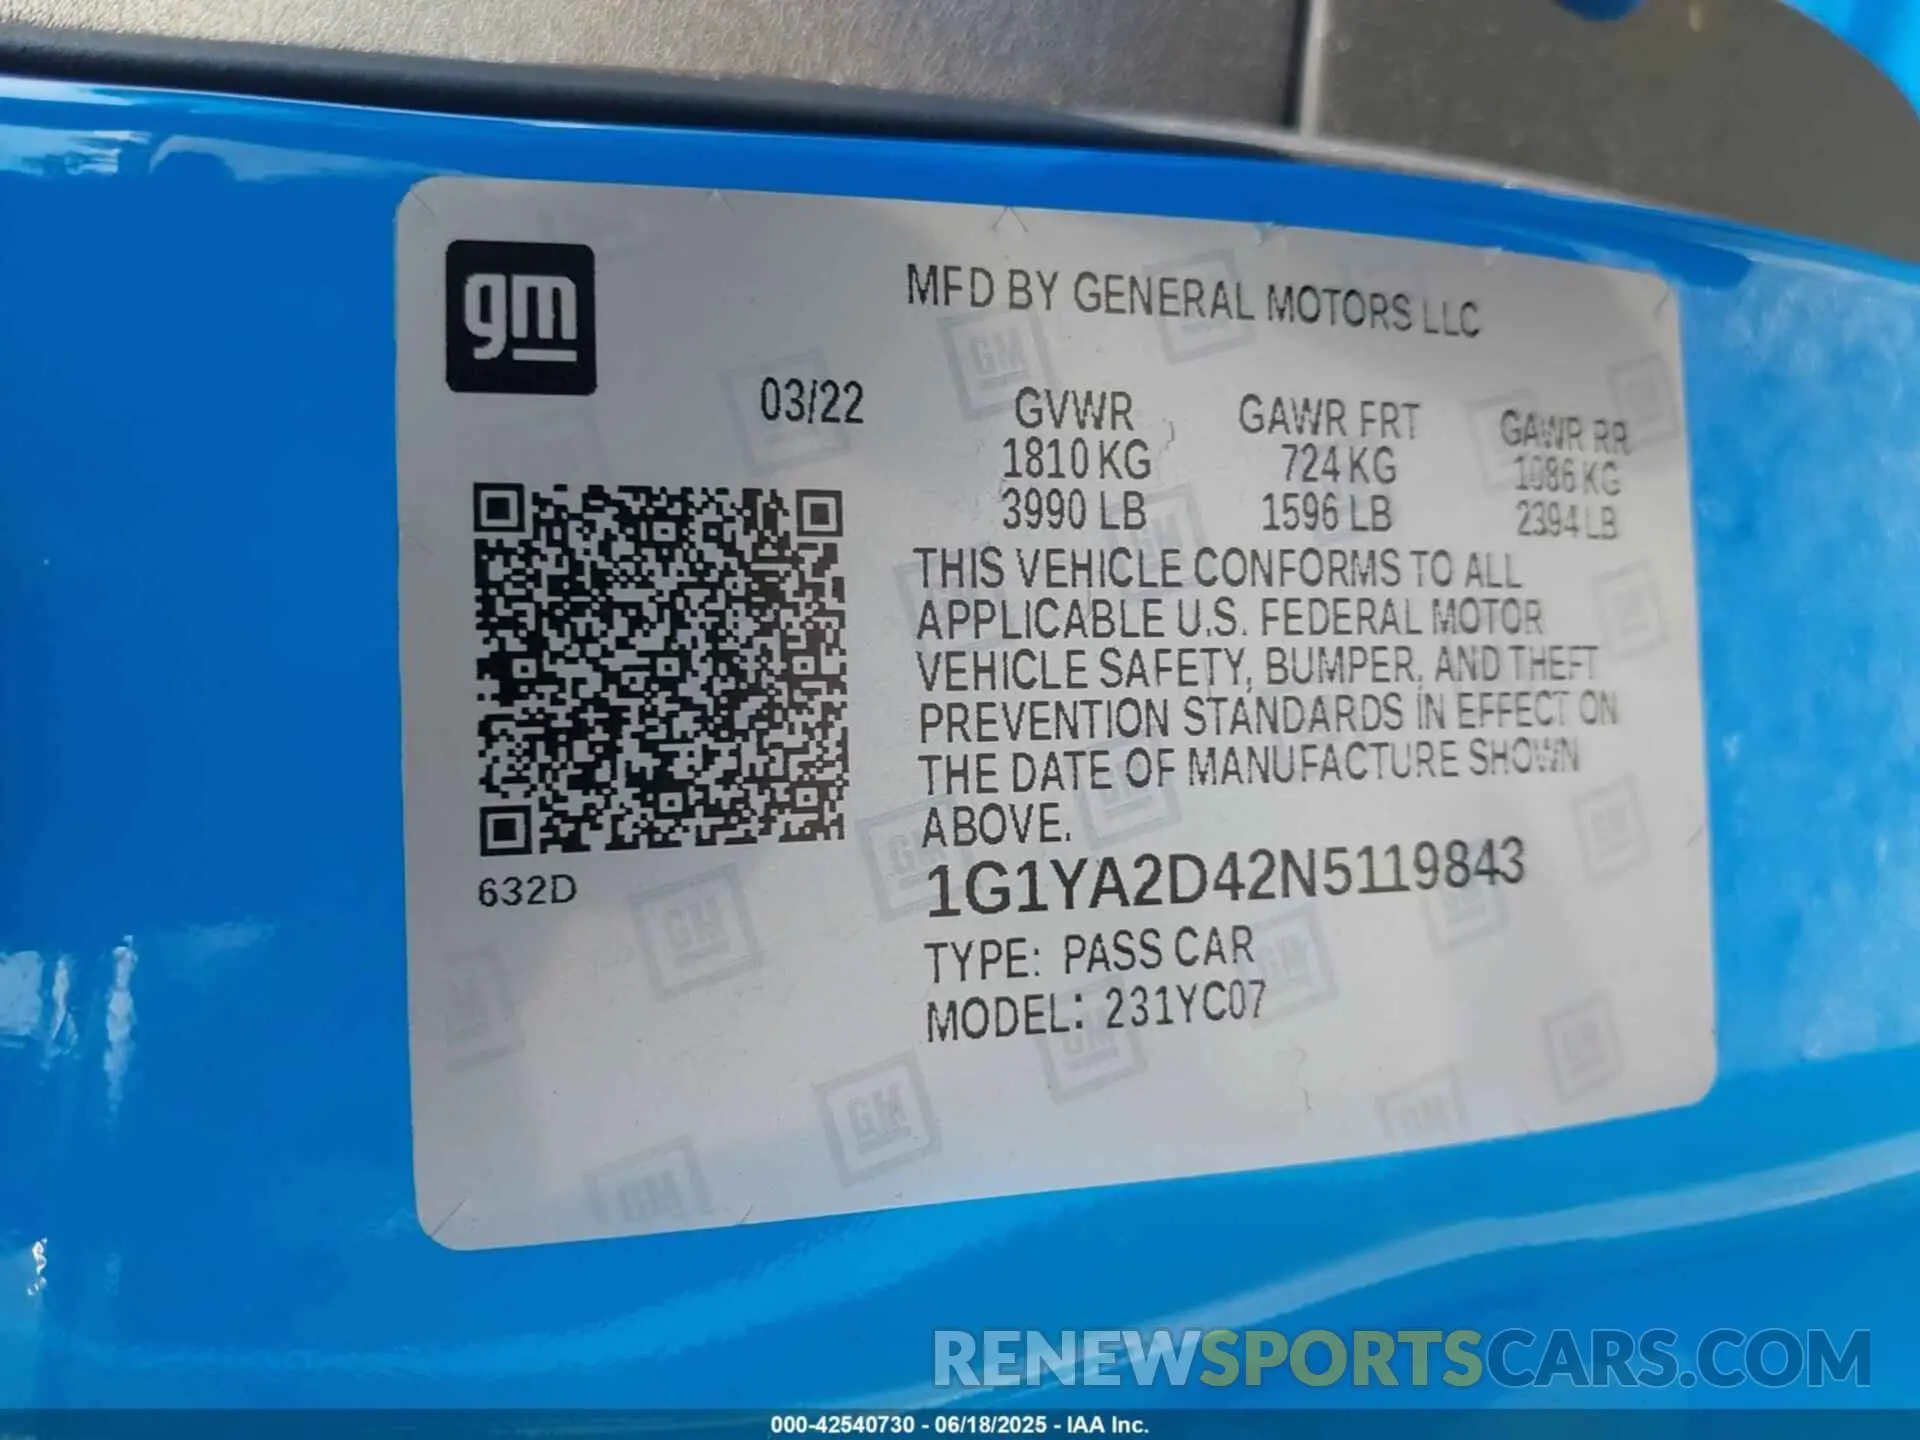 gm
MFD BY GENERAL MOTORS LLC
03/22
GVWR GAWR FRT GAWR RR
1810 KG 724 KG 1086 KG
3990 LB 1596 LB 2394 LB
THIS VEHICLE CONFORMS TO ALL
APPLICABLE U.S. FEDERAL MOTOR
VEHICLE SAFETY, BUMPER, AND THEFT
PREVENTION STANDARDS IN EFFECT ON
THE DATE OF MANUFACTURE SHOWN
ABOVE.
632D
1G1YA2D42N5119843
TYPE: PASS CAR
MODEL: 231YC07
RENEWSPORTSCARS.COM
000-42540730 - 06/18/2025 - IAA Inc.